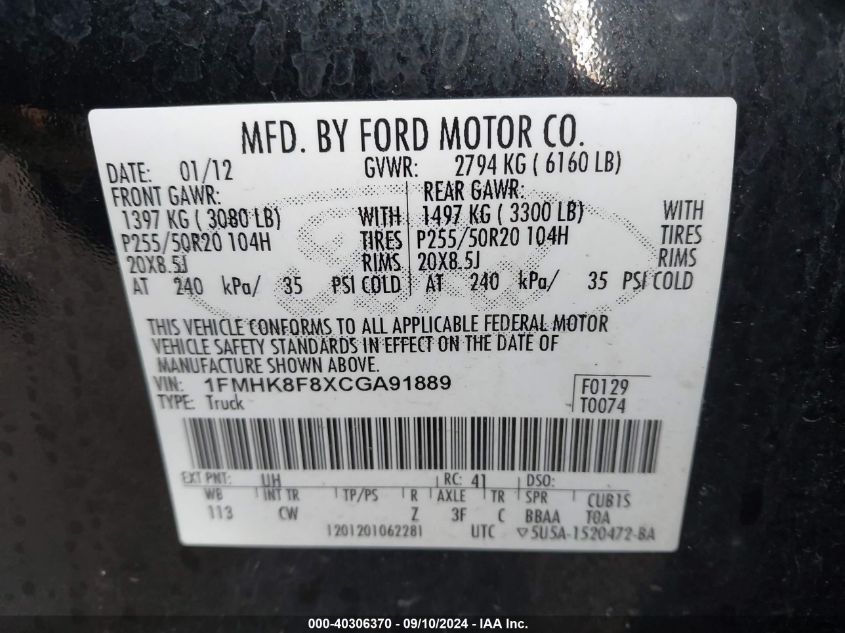 MFD. BY FORD MOTOR CO.
DATE: 01/12 GVWR: 2794 KG ( 6160 LB)
FRONT GAWR: REAR GAWR:
1397 KG ( 3080 LB) WITH 1497 KG ( 3300 LB) WITH
P255/50R20 104H TIRES P255/50R20 104H TIRES
20X8.5J RIMS 20X8.5J RIMS
AT 240 kPa/ 35 PSI COLD AT 240 kPa/ 35 PSI COLD
THIS VEHICLE CONFORMS TO ALL APPLICABLE FEDERAL MOTOR
VEHICLE SAFETY STANDARDS IN EFFECT ON THE DATE OF
MANUFACTURE SHOWN ABOVE.
VIN: 1FMHK8F8XCGA91889 F0129
TYPE: Truck T0074
EXT PNT: UH RC: 41 DSO:
WB INT TR TP/PS R AXLE TR SPR CUB1S
113 CW Z 3F C BBAA TOA
1201201062281 UTC ▽5U5A-1520472-BA
000-40306370 - 09/10/2024 - IAA Inc.